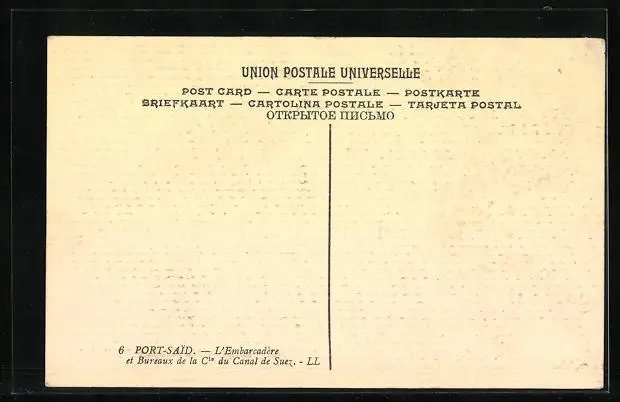 UNION POSTALE UNIVERSELLE
POST CARD — CARTE POSTALE — POSTKARTE
BRIEFKAART — CARTOLINA POSTALE — TARJETA POSTAL
ОТКРЫТОЕ ПИСЬМО
6 PORT-SAÏD. — L'Embarcadère
et Bureaux de la Cie du Canal de Suez. - LL